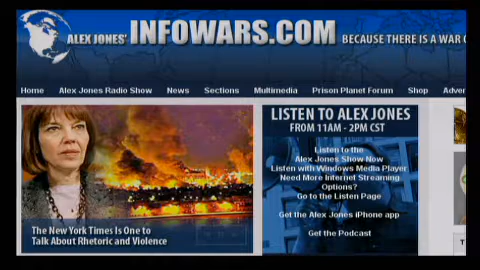 ALEX JONES' INFOWARS.COM BECAUSE THERE IS A WAR
Home Alex Jones Radio Show News Sections Multimedia Prison Planet Forum Shop Adver
LISTEN TO ALEX JONES
FROM 11AM - 2PM CST
Listen to the
Alex Jones Show Now
Listen with Windows Media Player
Need More Internet Streaming
Options?
Go to the Listen Page
Get the Alex Jones iPhone app
Get the Podcast
The New York Times Is One to
Talk About Rhetoric and Violence